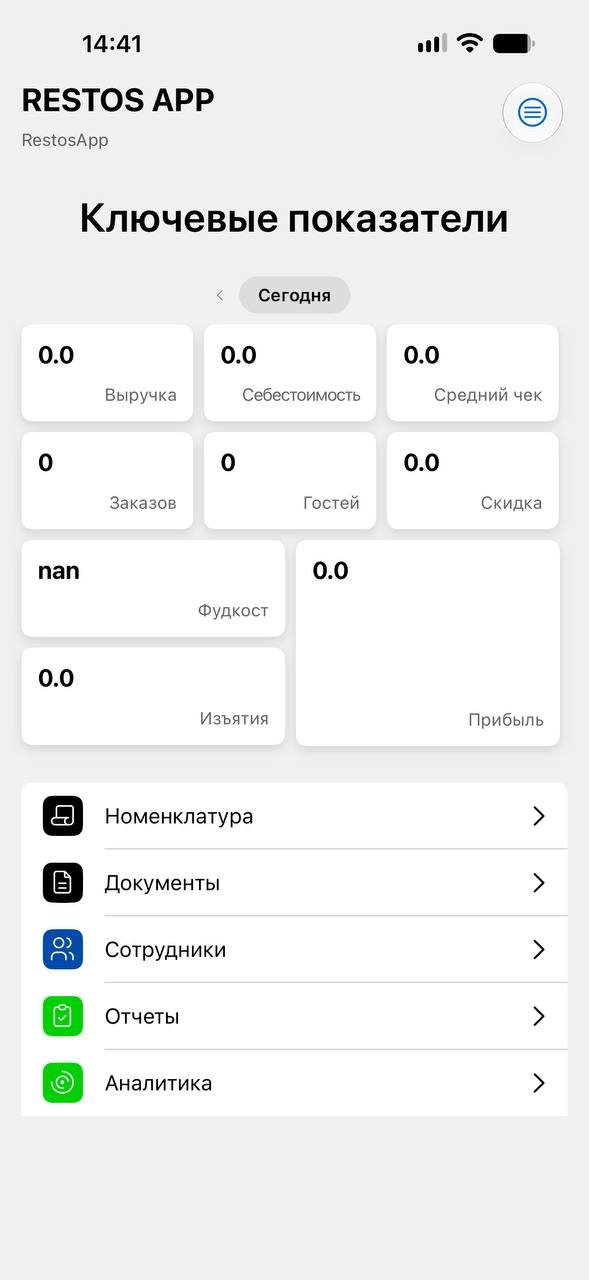 14:41
RESTOS APP
RestosApp
Ключевые показатели
Сегодня
0.0
Выручка
0.0
Себестоимость
0.0
Средний чек
0
Заказов
0
Гостей
0.0
Скидка
nan
Фудкост
0.0
Прибыль
0.0
Изъятия
Номенклатура
Документы
Сотрудники
Отчеты
Аналитика